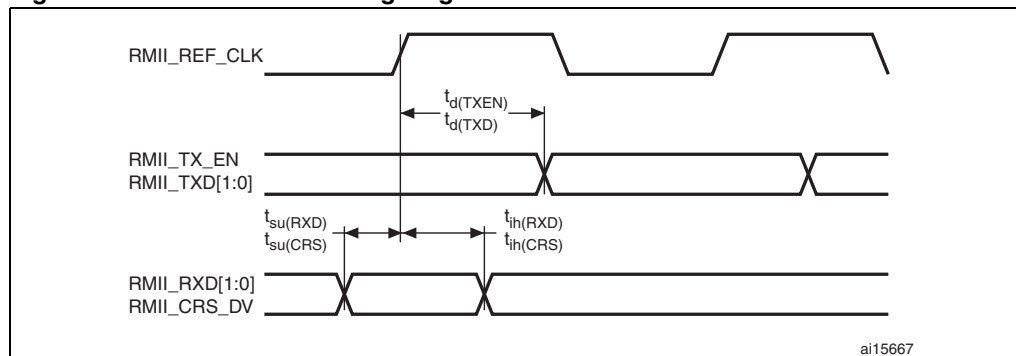 RMII_REF_CLK
td(TXEN)
td(TXD)
RMII_TX_EN
RMII_TXD[1:0]
tsu(RXD)
tsu(CRS)
tih(RXD)
tih(CRS)
RMII_RXD[1:0]
RMII_CRS_DV
ai15667